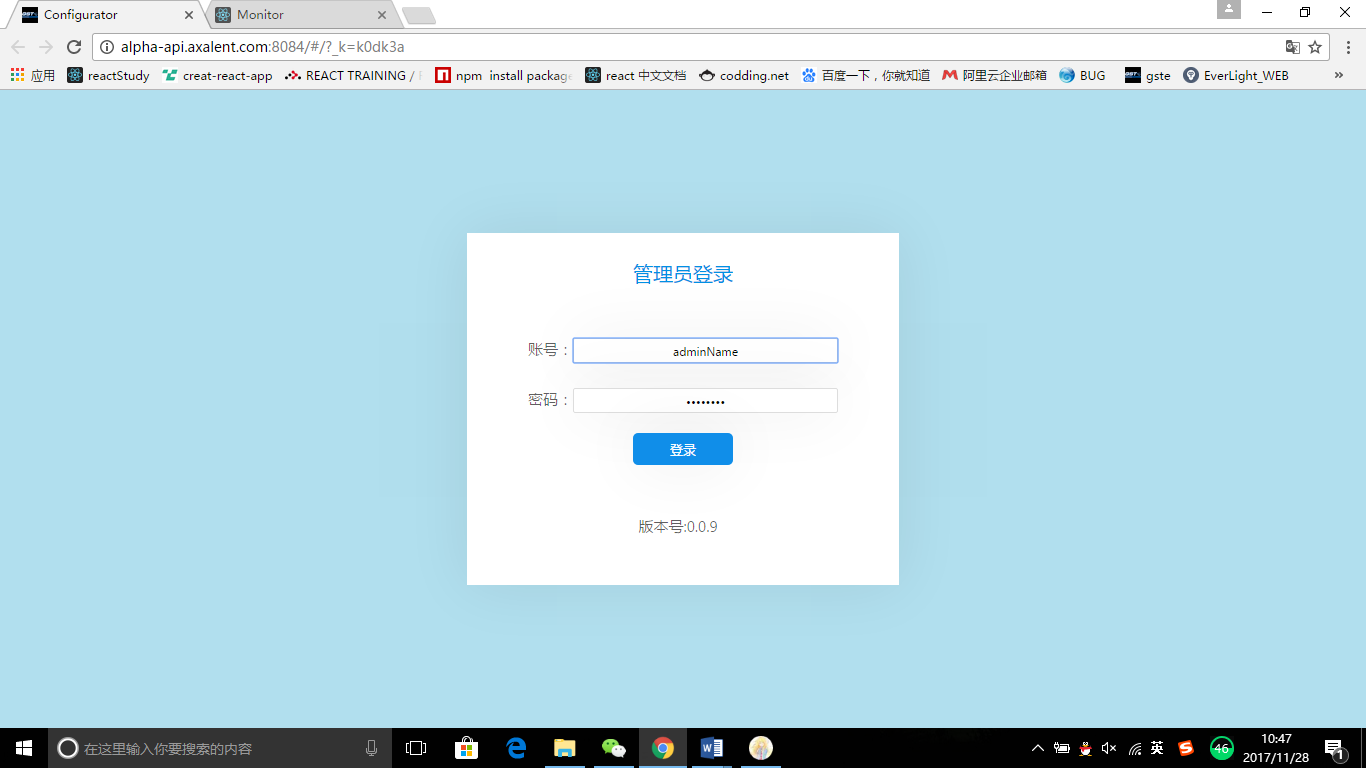 Configurator
Monitor
alpha-api.axalent.com:8084/#/?_k=k0dk3a
应用 reactStudy creat-react-app REACT TRAINING / npm install package react 中文文档 codding.net 百度一下，你就知道 阿里云企业邮箱 BUG gste EverLight_WEB »
管理员登录
账号： adminName
密码： ••••••••
登录
版本号:0.0.9
在这里输入你要搜索的内容
英
46
10:47
2017/11/28
1